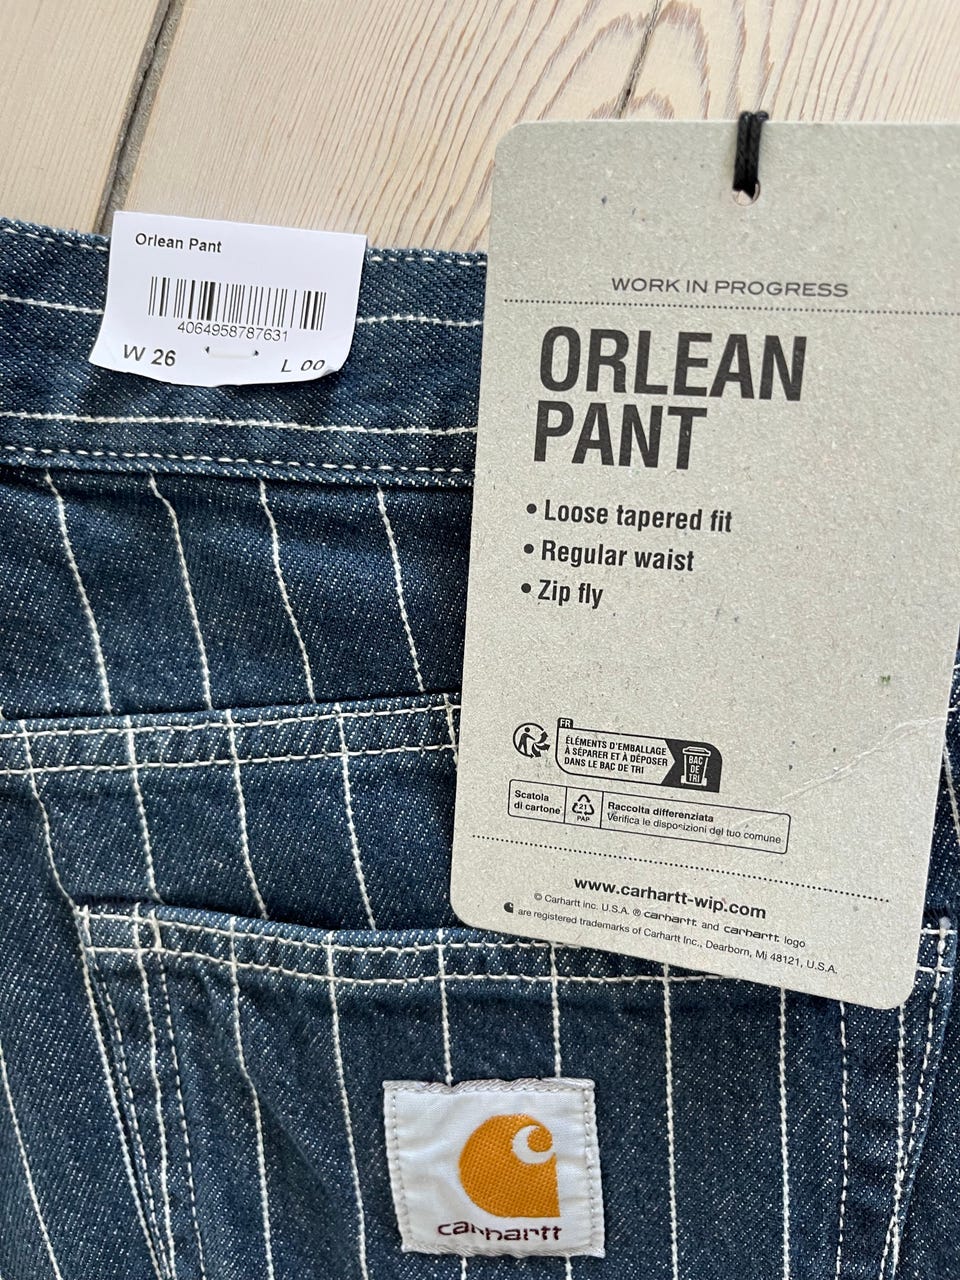 Orlean Pant
4064958787631
W 26
L 00
WORK IN PROGRESS
ORLEAN
PANT
• Loose tapered fit
• Regular waist
• Zip fly
FR
ÉLÉMENTS D'EMBALLAGE
À SÉPARER ET À DÉPOSER
DANS LE BAC DE TRI
BAC
DE
TRI
Scatola
di cartone
21
PAP
Raccolta differenziata
Verifica le disposizioni del tuo comune
www.carhartt-wip.com
© Carhartt Inc. U.S.A. ® carhartt and carhartt logo
are registered trademarks of Carhartt Inc., Dearborn, Mi 48121, U.S.A.
carhartt